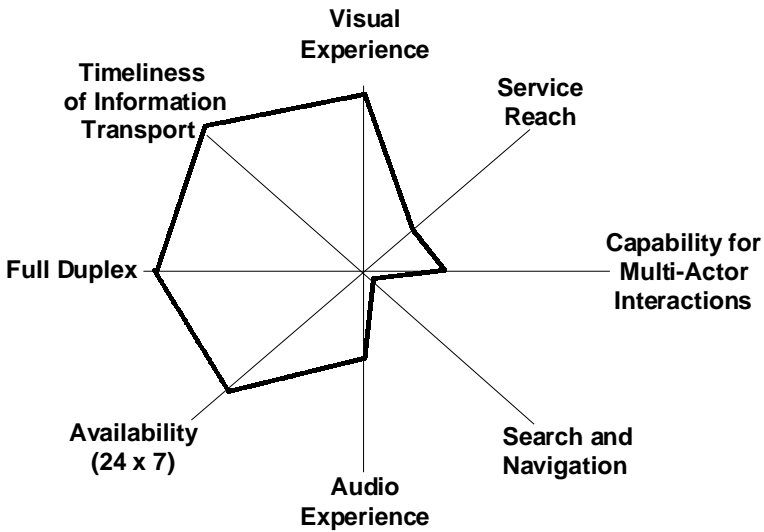 Visual
Experience
Timeliness
of Information
Transport
Service
Reach
Full Duplex
Capability for
Multi-Actor
Interactions
Availability
(24 x 7)
Search and
Navigation
Audio
Experience